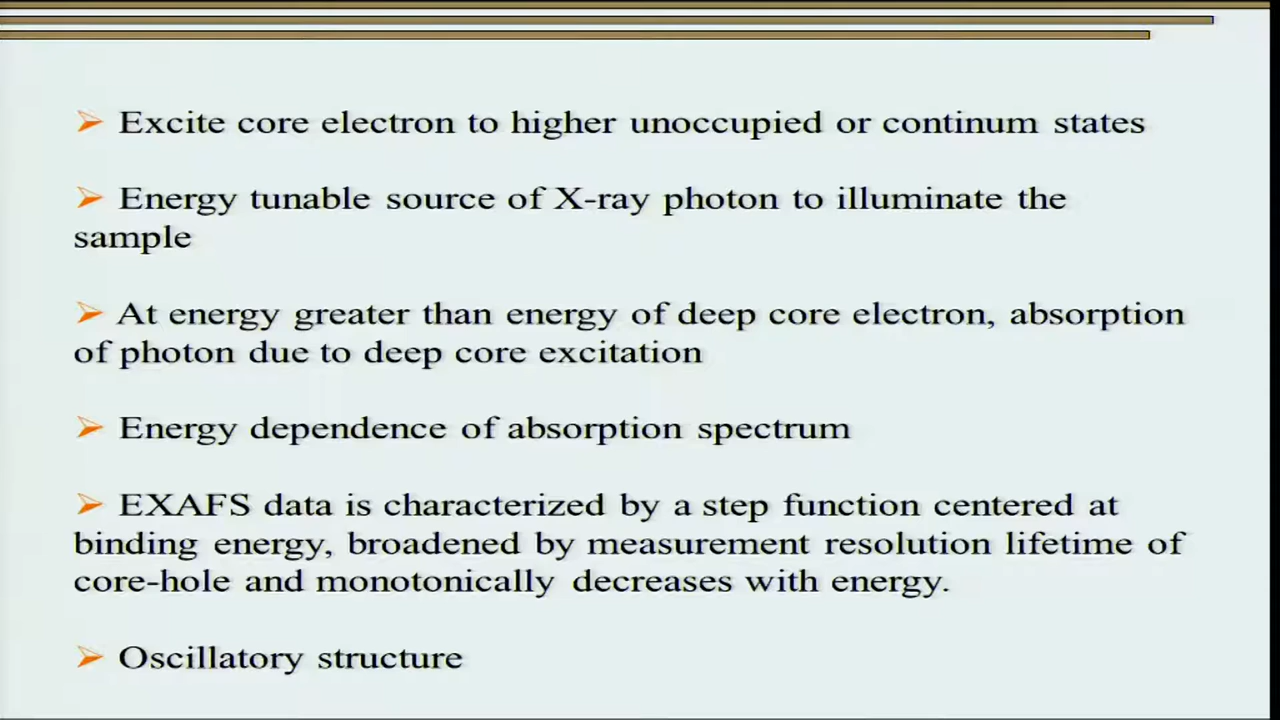 ➢ Excite core electron to higher unoccupied or continum states
➢ Energy tunable source of X-ray photon to illuminate the
sample
➢ At energy greater than energy of deep core electron, absorption
of photon due to deep core excitation
➢ Energy dependence of absorption spectrum
➢ EXAFS data is characterized by a step function centered at
binding energy, broadened by measurement resolution lifetime of
core-hole and monotonically decreases with energy.
➢ Oscillatory structure